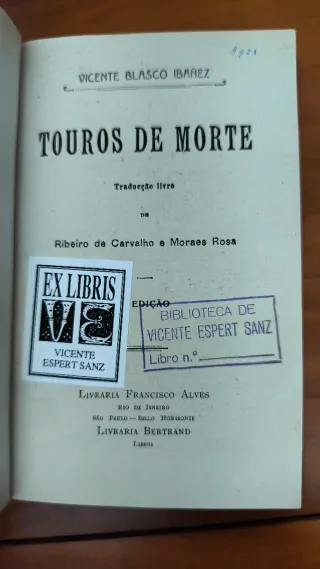 VICENTE BLASCO IBAÑEZ
TOUROS DE MORTE
Traducção livre
DE
Ribeiro de Carvalho e Moraes Rosa
EDIÇÃO
EX LIBRIS
VICENTE
ESPERT SANZ
BIBLIOTECA DE
VICENTE ESPERT SANZ
Libro n.º
LIVRARIA FRANCISCO ALVES
RIO DE JANEIRO
SÃO PAULO — BELLO HORIZONTE
LIVRARIA BERTRAND
LISBOA